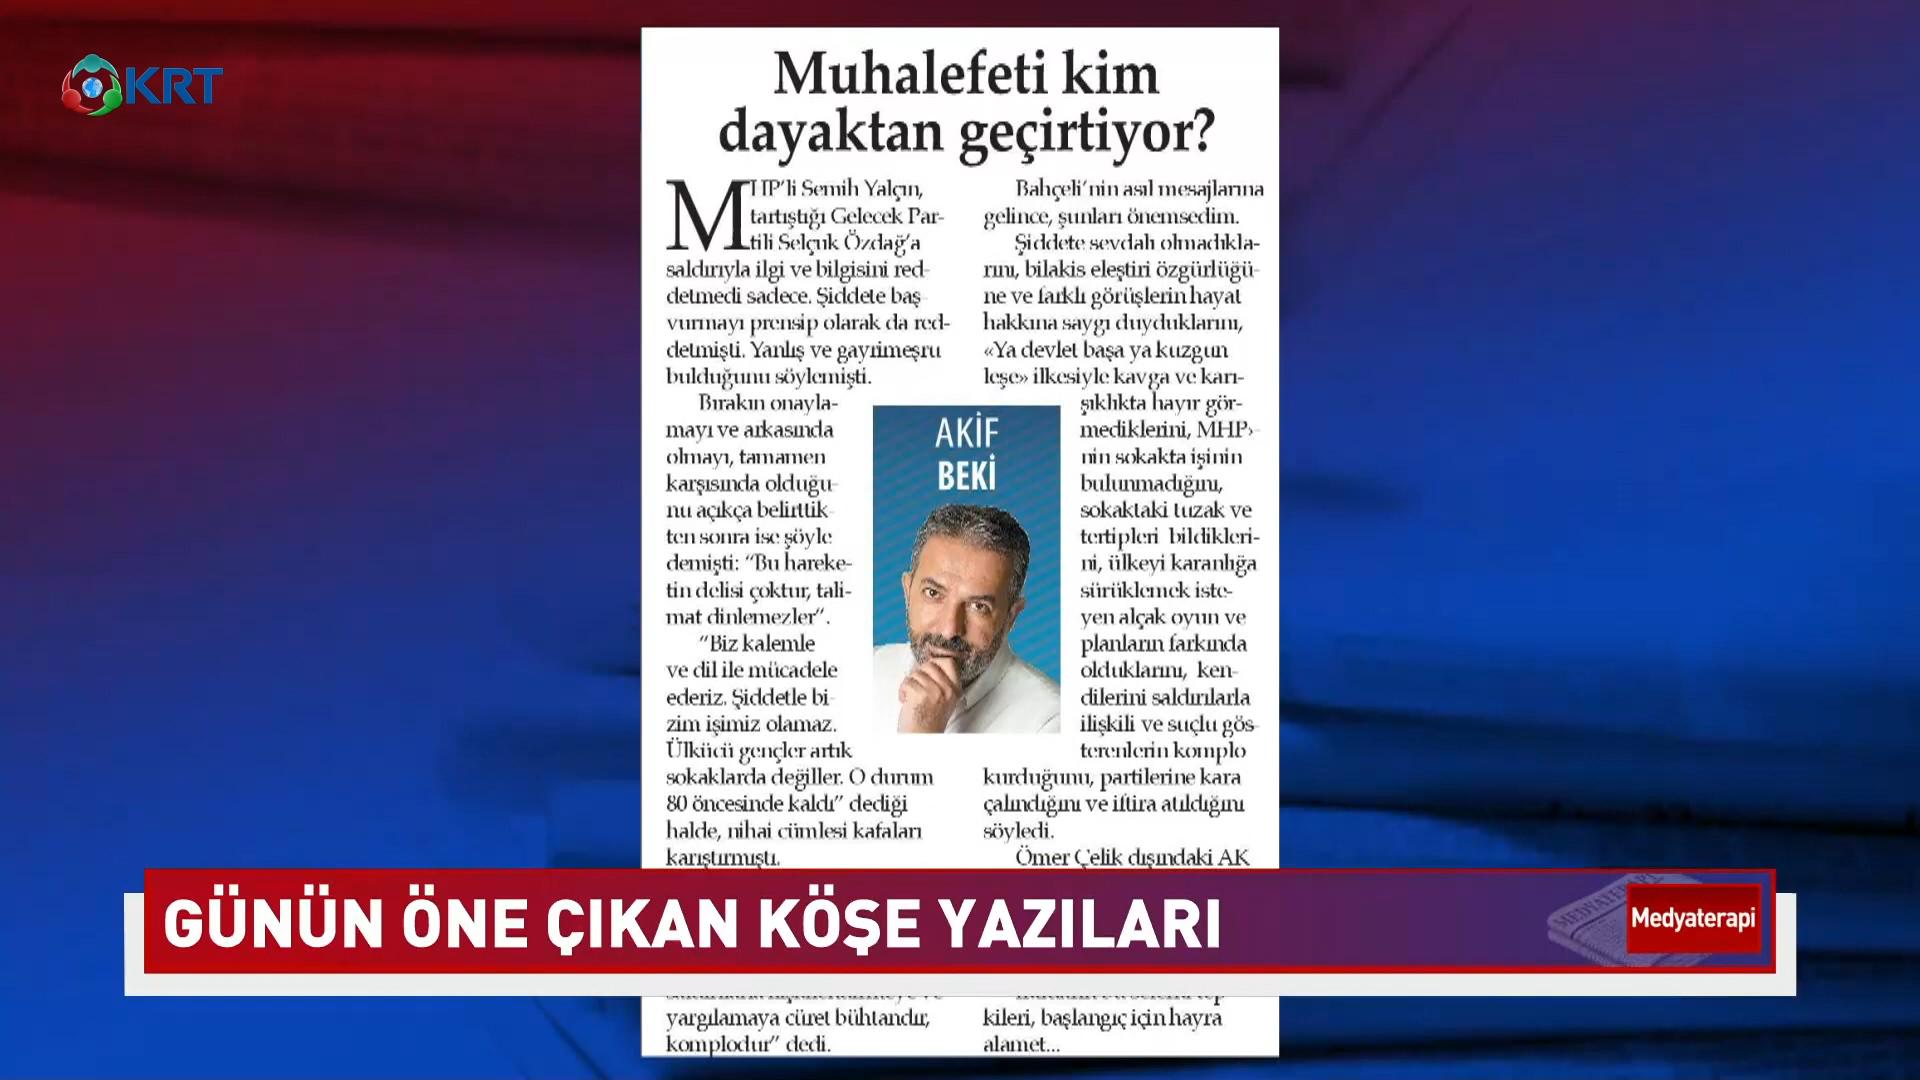 KRT
Muhalefeti kim
dayaktan geçirtiyor?
MHP'li Semih Yalçın,
tartıştığı Gelecek Par-
tili Selçuk Özdağ'a
saldırıyla ilgi ve bilgisini red-
detmedi sadece. Şiddete baş-
vurmayı prensip olarak da red-
detmişti. Yanlış ve gayrimeşru
bulduğunu söylemişti.
Bırakın onayla-
mayı ve arkasında
olmayı, tamamen
karşısında olduğu-
nu açıkça belirttik-
ten sonra ise şöyle
demişti: "Bu hareke-
tin delisi çoktur, tali-
mat dinlemezler".
"Biz kalemle
ve dil ile mücadele
ederiz. Şiddetle bi-
zim işimiz olamaz.
Ülkücü gençler artık
sokaklarda değiller. O durum
80 öncesinde kaldı" dediği
halde, nihai cümlesi kafaları
karıştırmıştı.
yargılamaya cüret bühtandır,
komplodur" dedi.
AKİF
BEKİ
Bahçeli'nin asıl mesajlarına
gelince, şunları önemsedim.
Şiddete sevdalı olmadıkla-
rını, bilakis eleştiri özgürlüğü-
ne ve farklı görüşlerin hayat
hakkına saygı duyduklarını,
«Ya devlet başa ya kuzgun
leşe» ilkesiyle kavga ve karı-
şıklıkta hayır gör-
mediklerini, MHP›-
nin sokakta işinin
bulunmadığını,
sokaktaki tuzak ve
tertipleri bildikleri-
ni, ülkeyi karanlığa
sürüklemek iste-
yen alçak oyun ve
planların farkında
olduklarını, ken-
dilerini saldırılarla
ilişkili ve suçlu gös-
terenlerin komplo
kurduğunu, partilerine kara
çalındığını ve iftira atıldığını
söyledi.
Ömer Çelik dışındaki AK
kileri, başlangıç için hayra
alamet...
GÜNÜN ÖNE ÇIKAN KÖŞE YAZILARI
MEDYATERAPİ
Medyaterapi